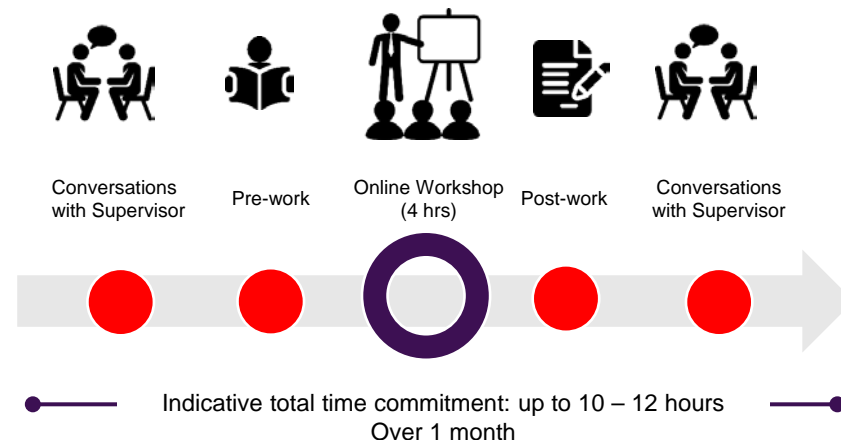 Conversations
with Supervisor
Pre-work
Online Workshop
(4 hrs)
Post-work
Conversations
with Supervisor
Indicative total time commitment: up to 10 – 12 hours
Over 1 month